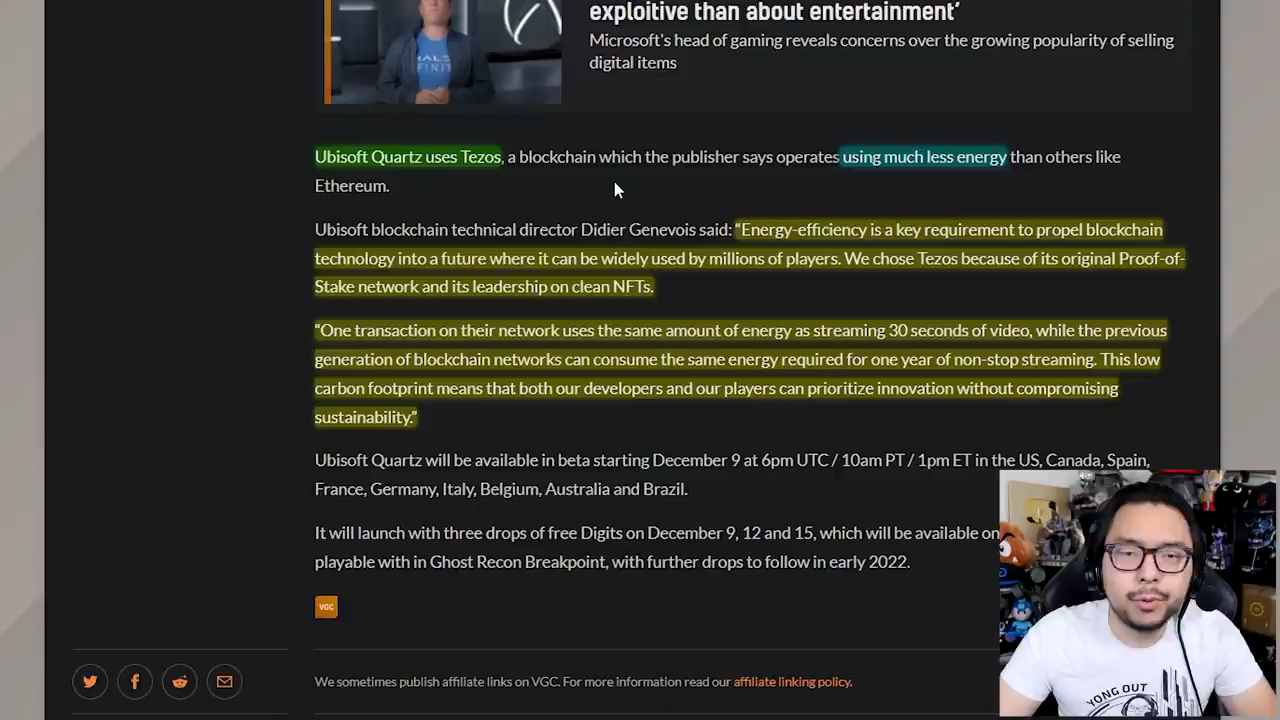 exploitive than about entertainment’
Microsoft's head of gaming reveals concerns over the growing popularity of selling
digital items
Ubisoft Quartz uses Tezos, a blockchain which the publisher says operates using much less energy than others like
Ethereum.
Ubisoft blockchain technical director Didier Genevois said: “Energy-efficiency is a key requirement to propel blockchain
technology into a future where it can be widely used by millions of players. We chose Tezos because of its original Proof-of-
Stake network and its leadership on clean NFTs.
“One transaction on their network uses the same amount of energy as streaming 30 seconds of video, while the previous
generation of blockchain networks can consume the same energy required for one year of non-stop streaming. This low
carbon footprint means that both our developers and our players can prioritize innovation without compromising
sustainability.”
Ubisoft Quartz will be available in beta starting December 9 at 6pm UTC / 10am PT / 1pm ET in the US, Canada, Spain,
France, Germany, Italy, Belgium, Australia and Brazil.
It will launch with three drops of free Digits on December 9, 12 and 15, which will be available on
playable with in Ghost Recon Breakpoint, with further drops to follow in early 2022.
VGC
We sometimes publish affiliate links on VGC. For more information read our affiliate linking policy.
YONG OUT